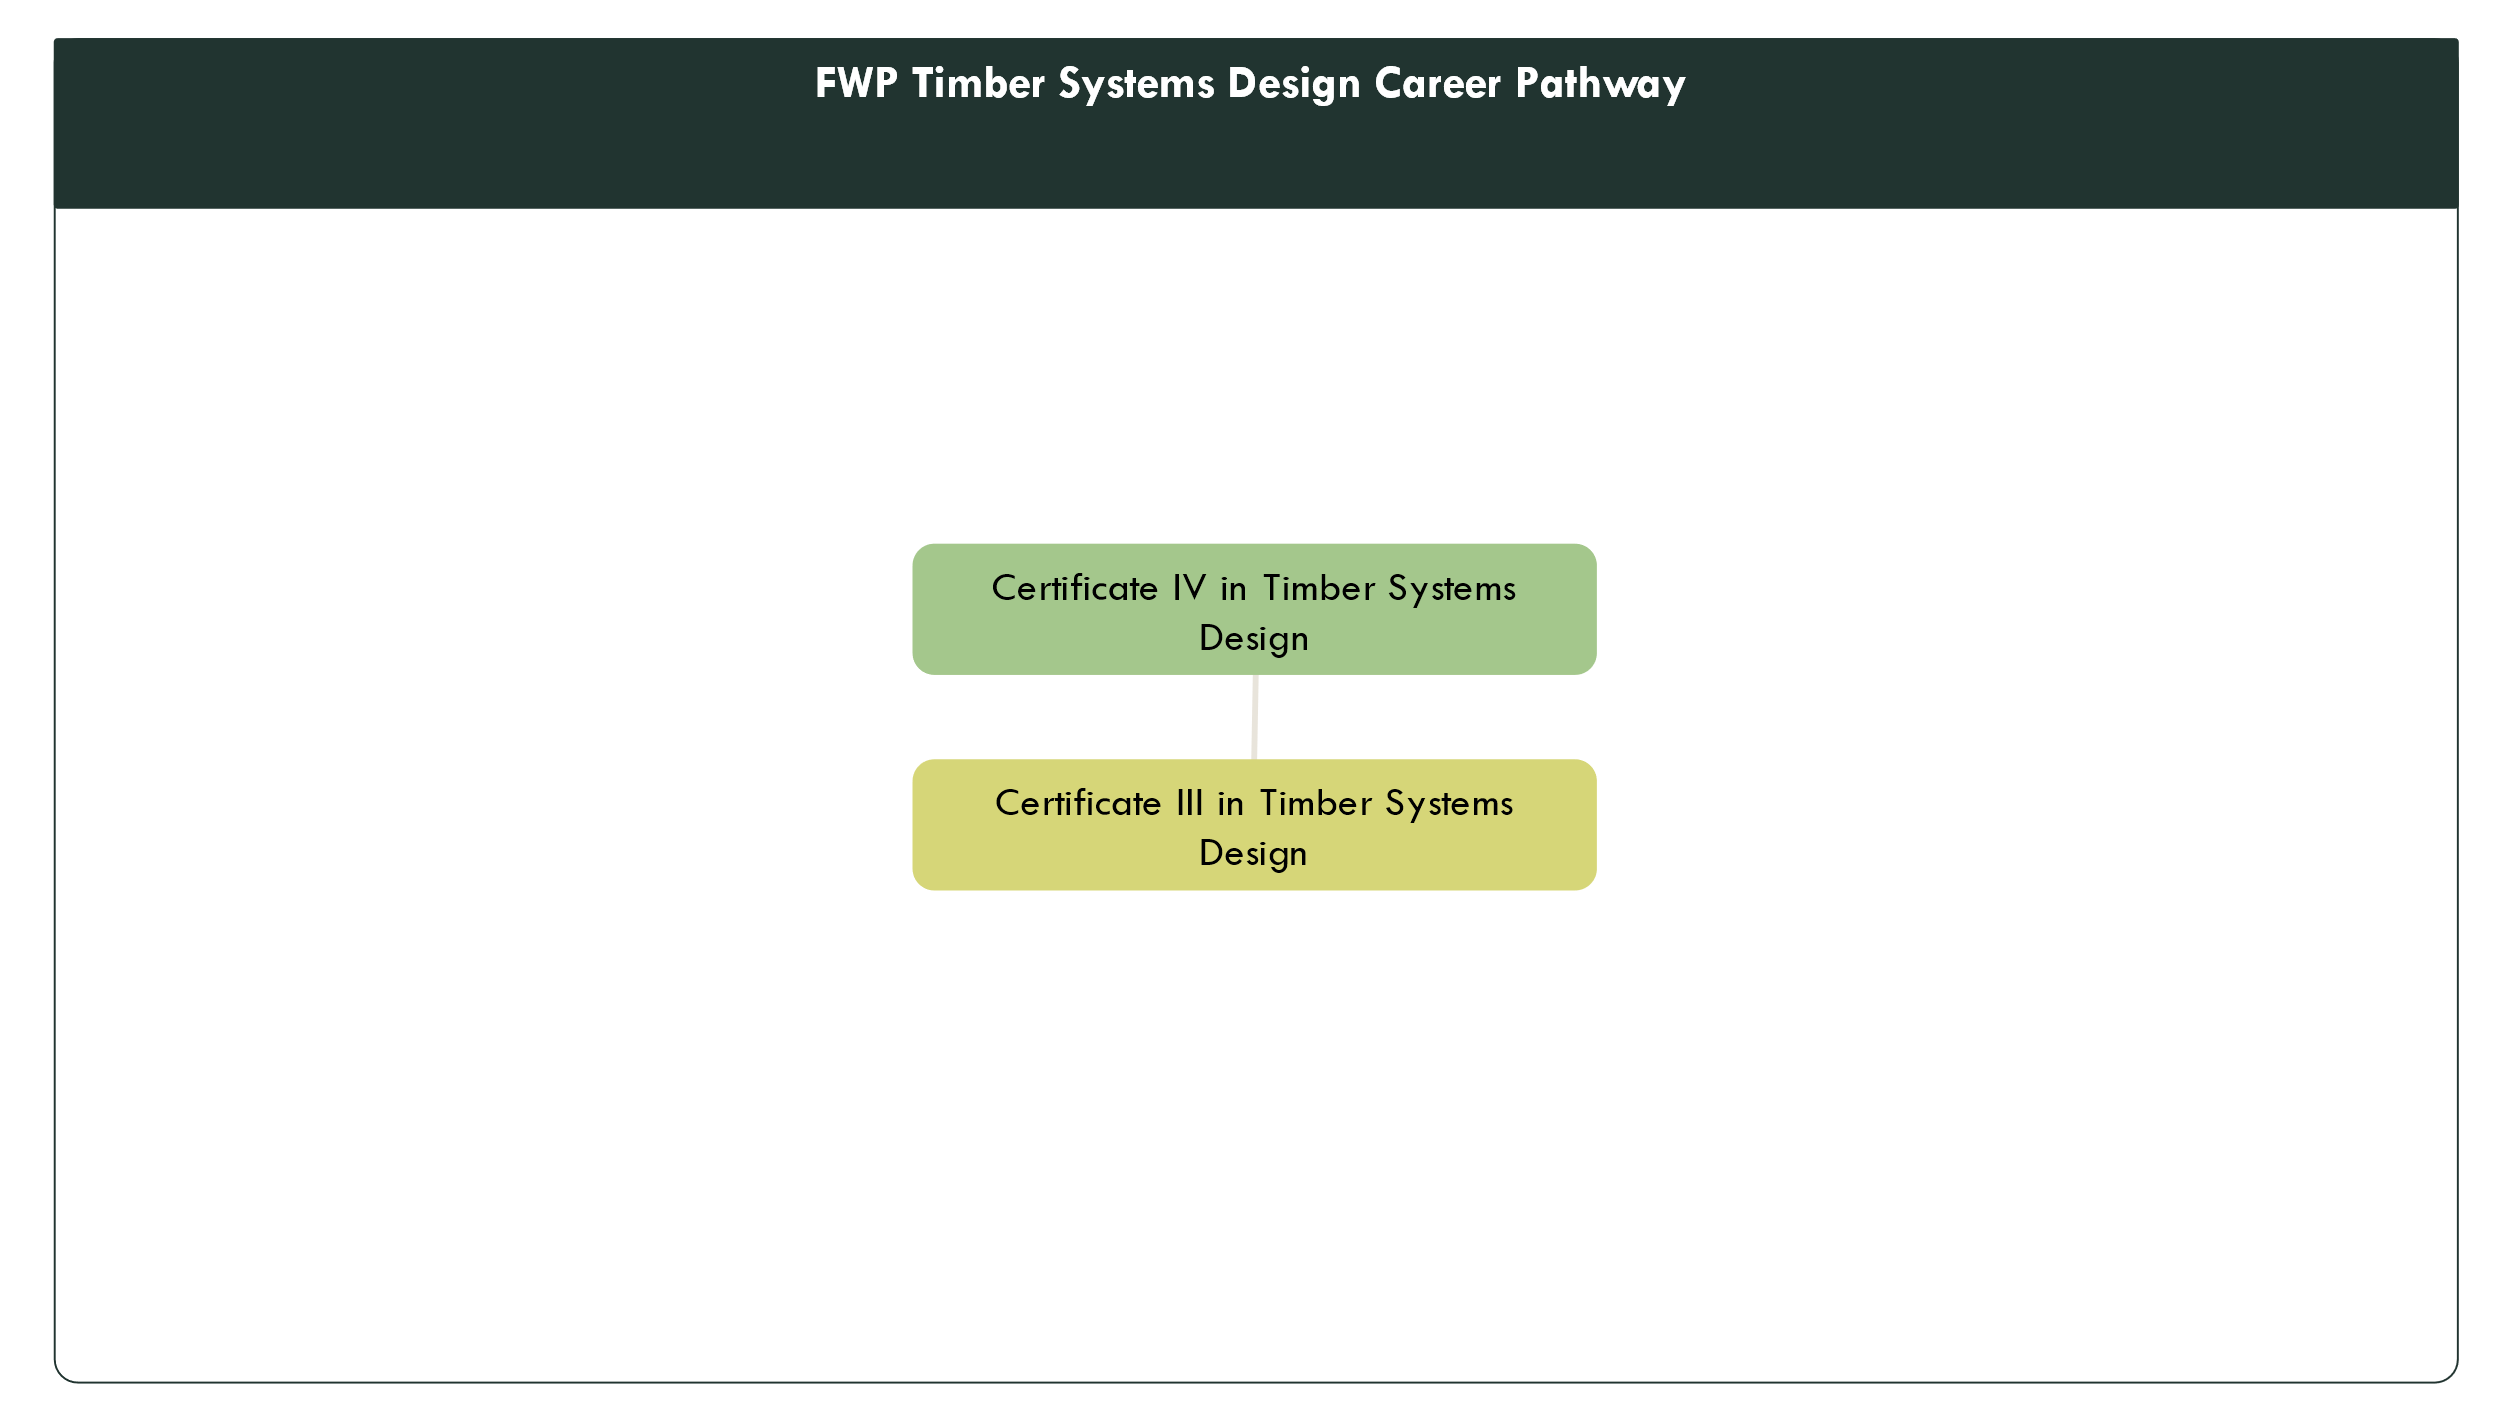 FWP Timber Systems Design Career Pathway
Certificate IV in Timber Systems
Design
Certificate III in Timber Systems
Design